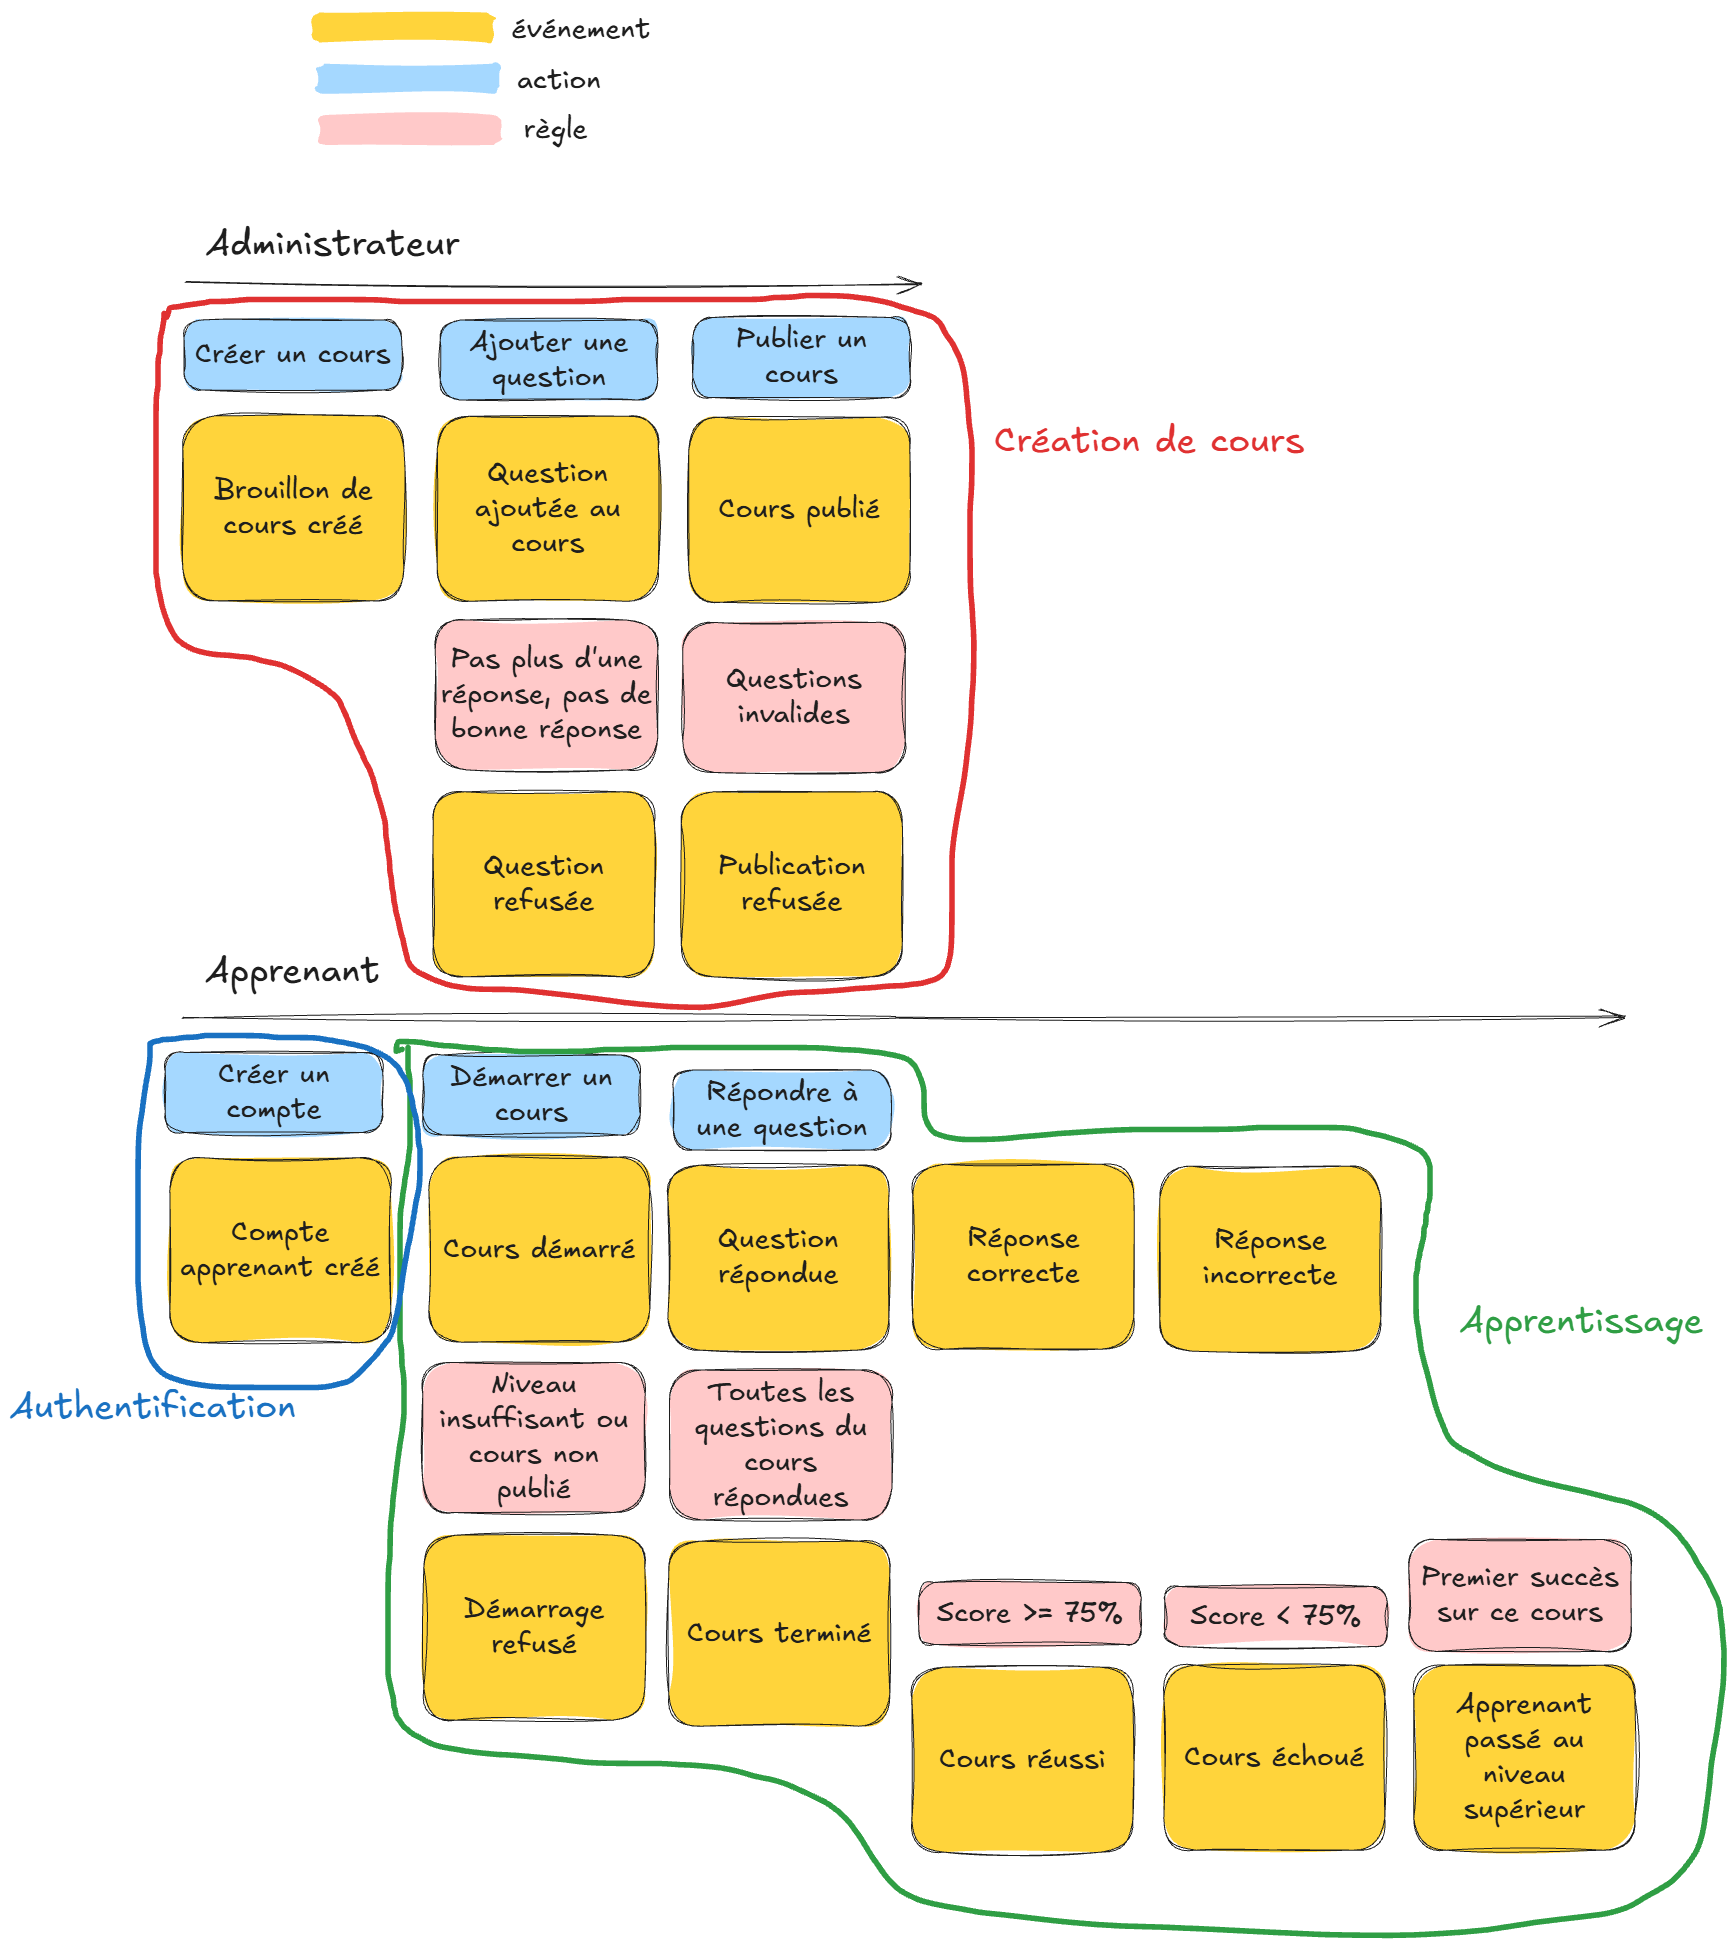 événement
action
règle
Administrateur
Créer un cours
Ajouter une
question
Publier un
cours
Brouillon de
cours créé
Question
ajoutée au
cours
Cours publié
Création de cours
Pas plus d'une
réponse, pas de
bonne réponse
Questions
invalides
Question
refusée
Publication
refusée
Apprenant
Créer un
compte
Démarrer un
cours
Répondre à
une question
Compte
apprenant créé
Cours démarré
Question
répondue
Réponse
correcte
Réponse
incorrecte
Apprentissage
Authentification
Niveau
insuffisant ou
cours non
publié
Toutes les
questions du
cours
répondues
Démarrage
refusé
Cours terminé
Score >= 75%
Score < 75%
Premier succès
sur ce cours
Cours réussi
Cours échoué
Apprenant
passé au
niveau
supérieur